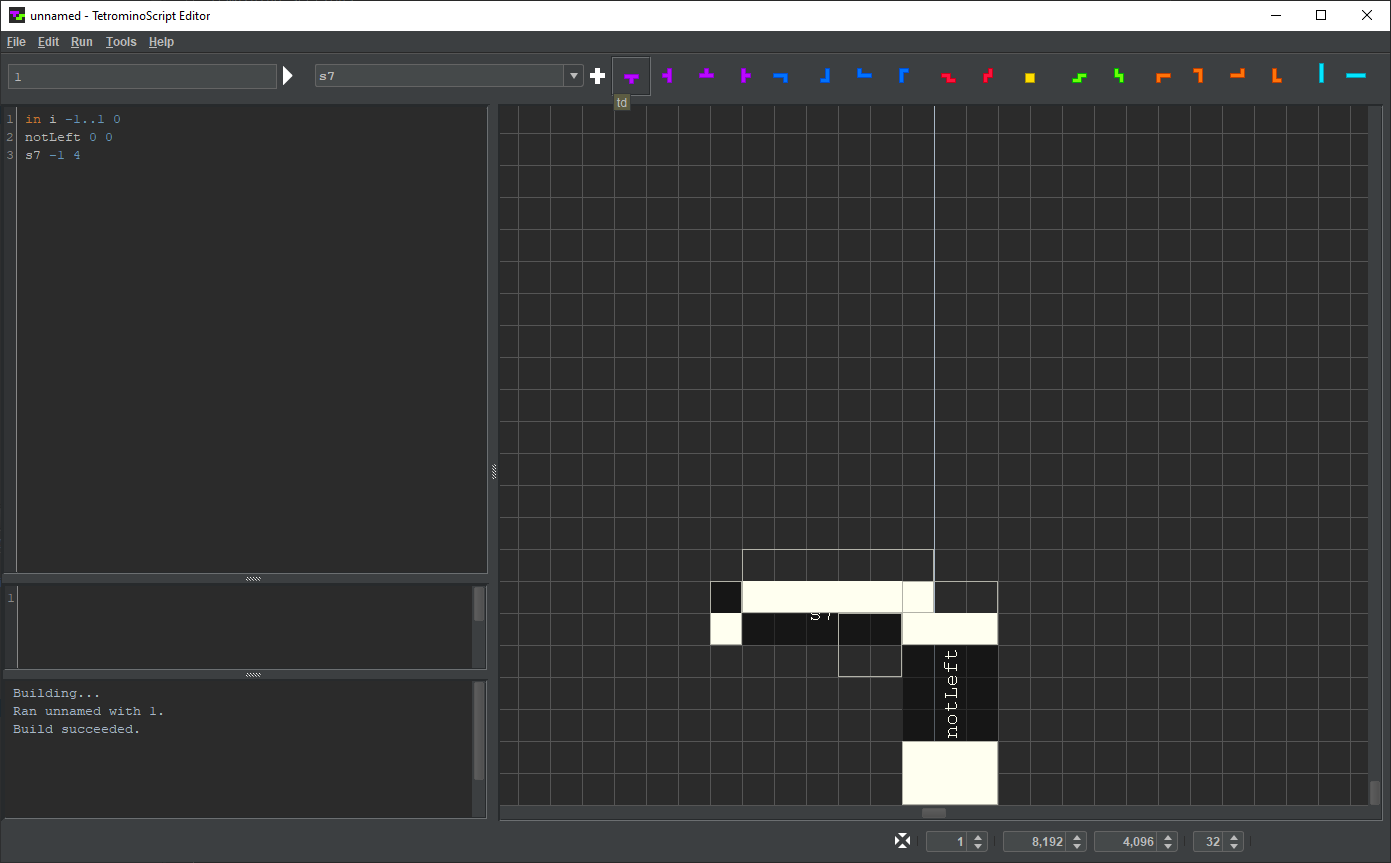 unnamed - TetrominoScript Editor
File Edit Run Tools Help
1 s7
td
1 in i -1..1 0
2 notLeft 0 0
3 s7 -1 4
s7
notLeft
1
Building...
Ran unnamed with 1.
Build succeeded.
1 8,192 4,096 32